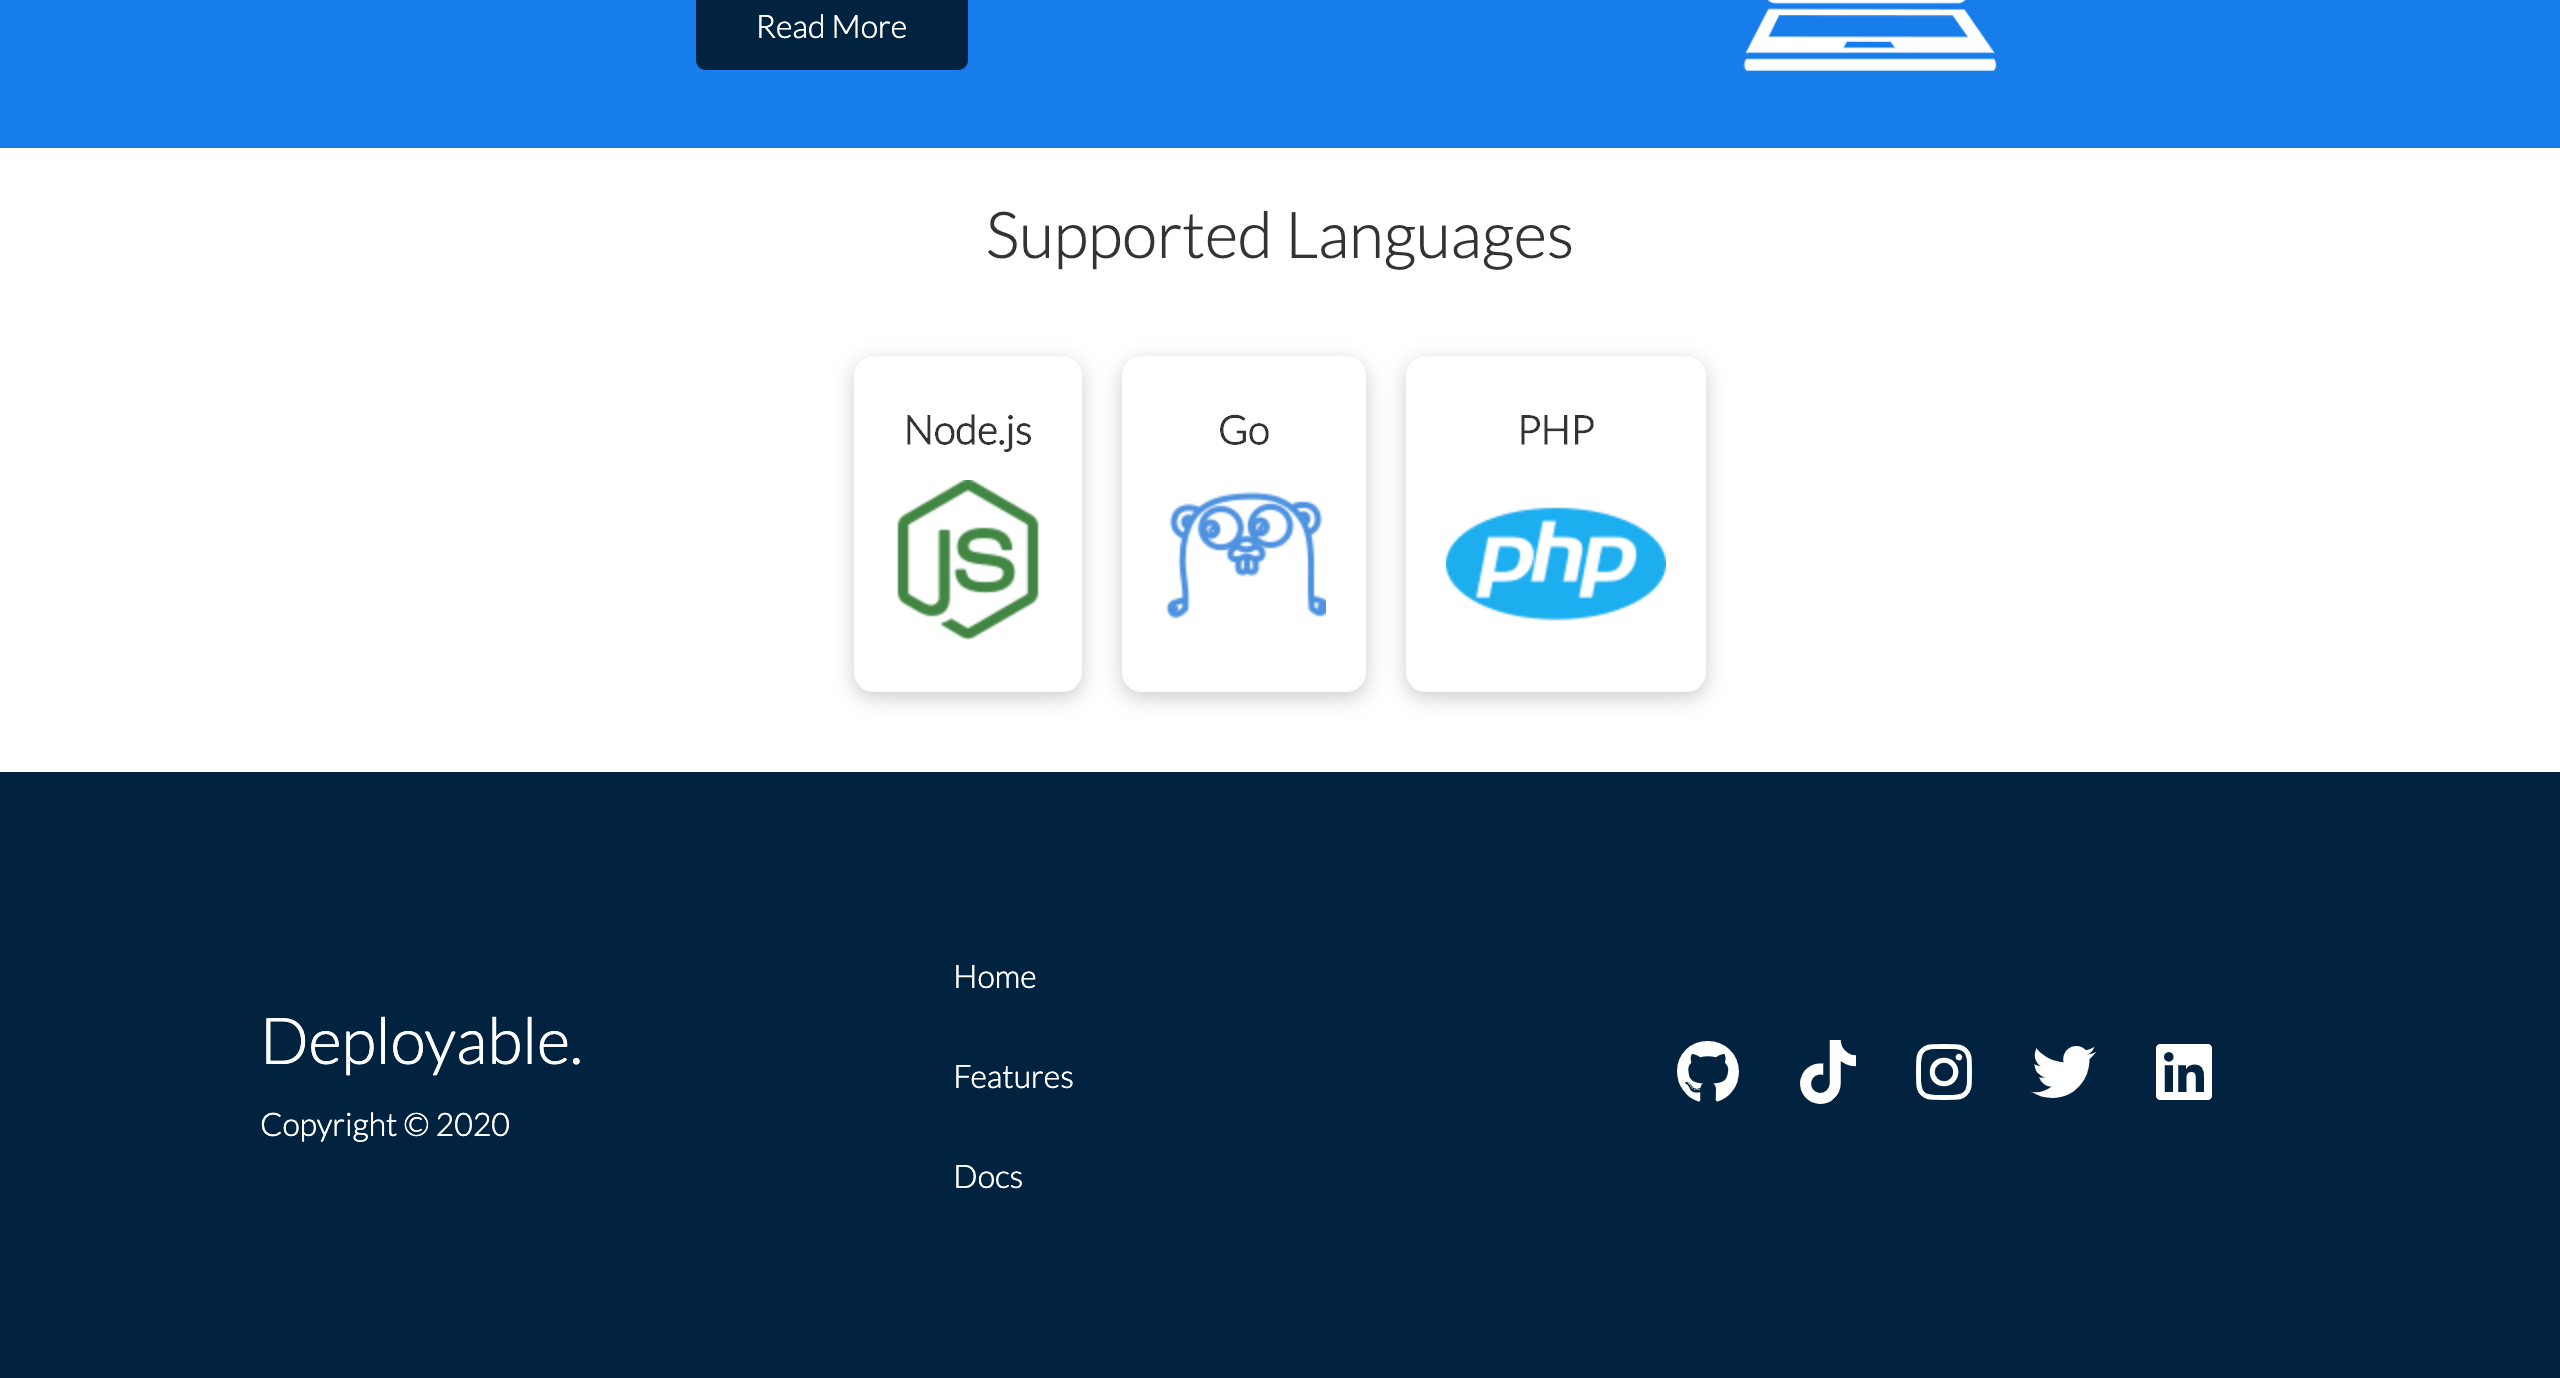 Read More
Supported Languages
Node.js
Go
PHP
JS
php
Deployable.
Copyright © 2020
Home
Features
Docs
in